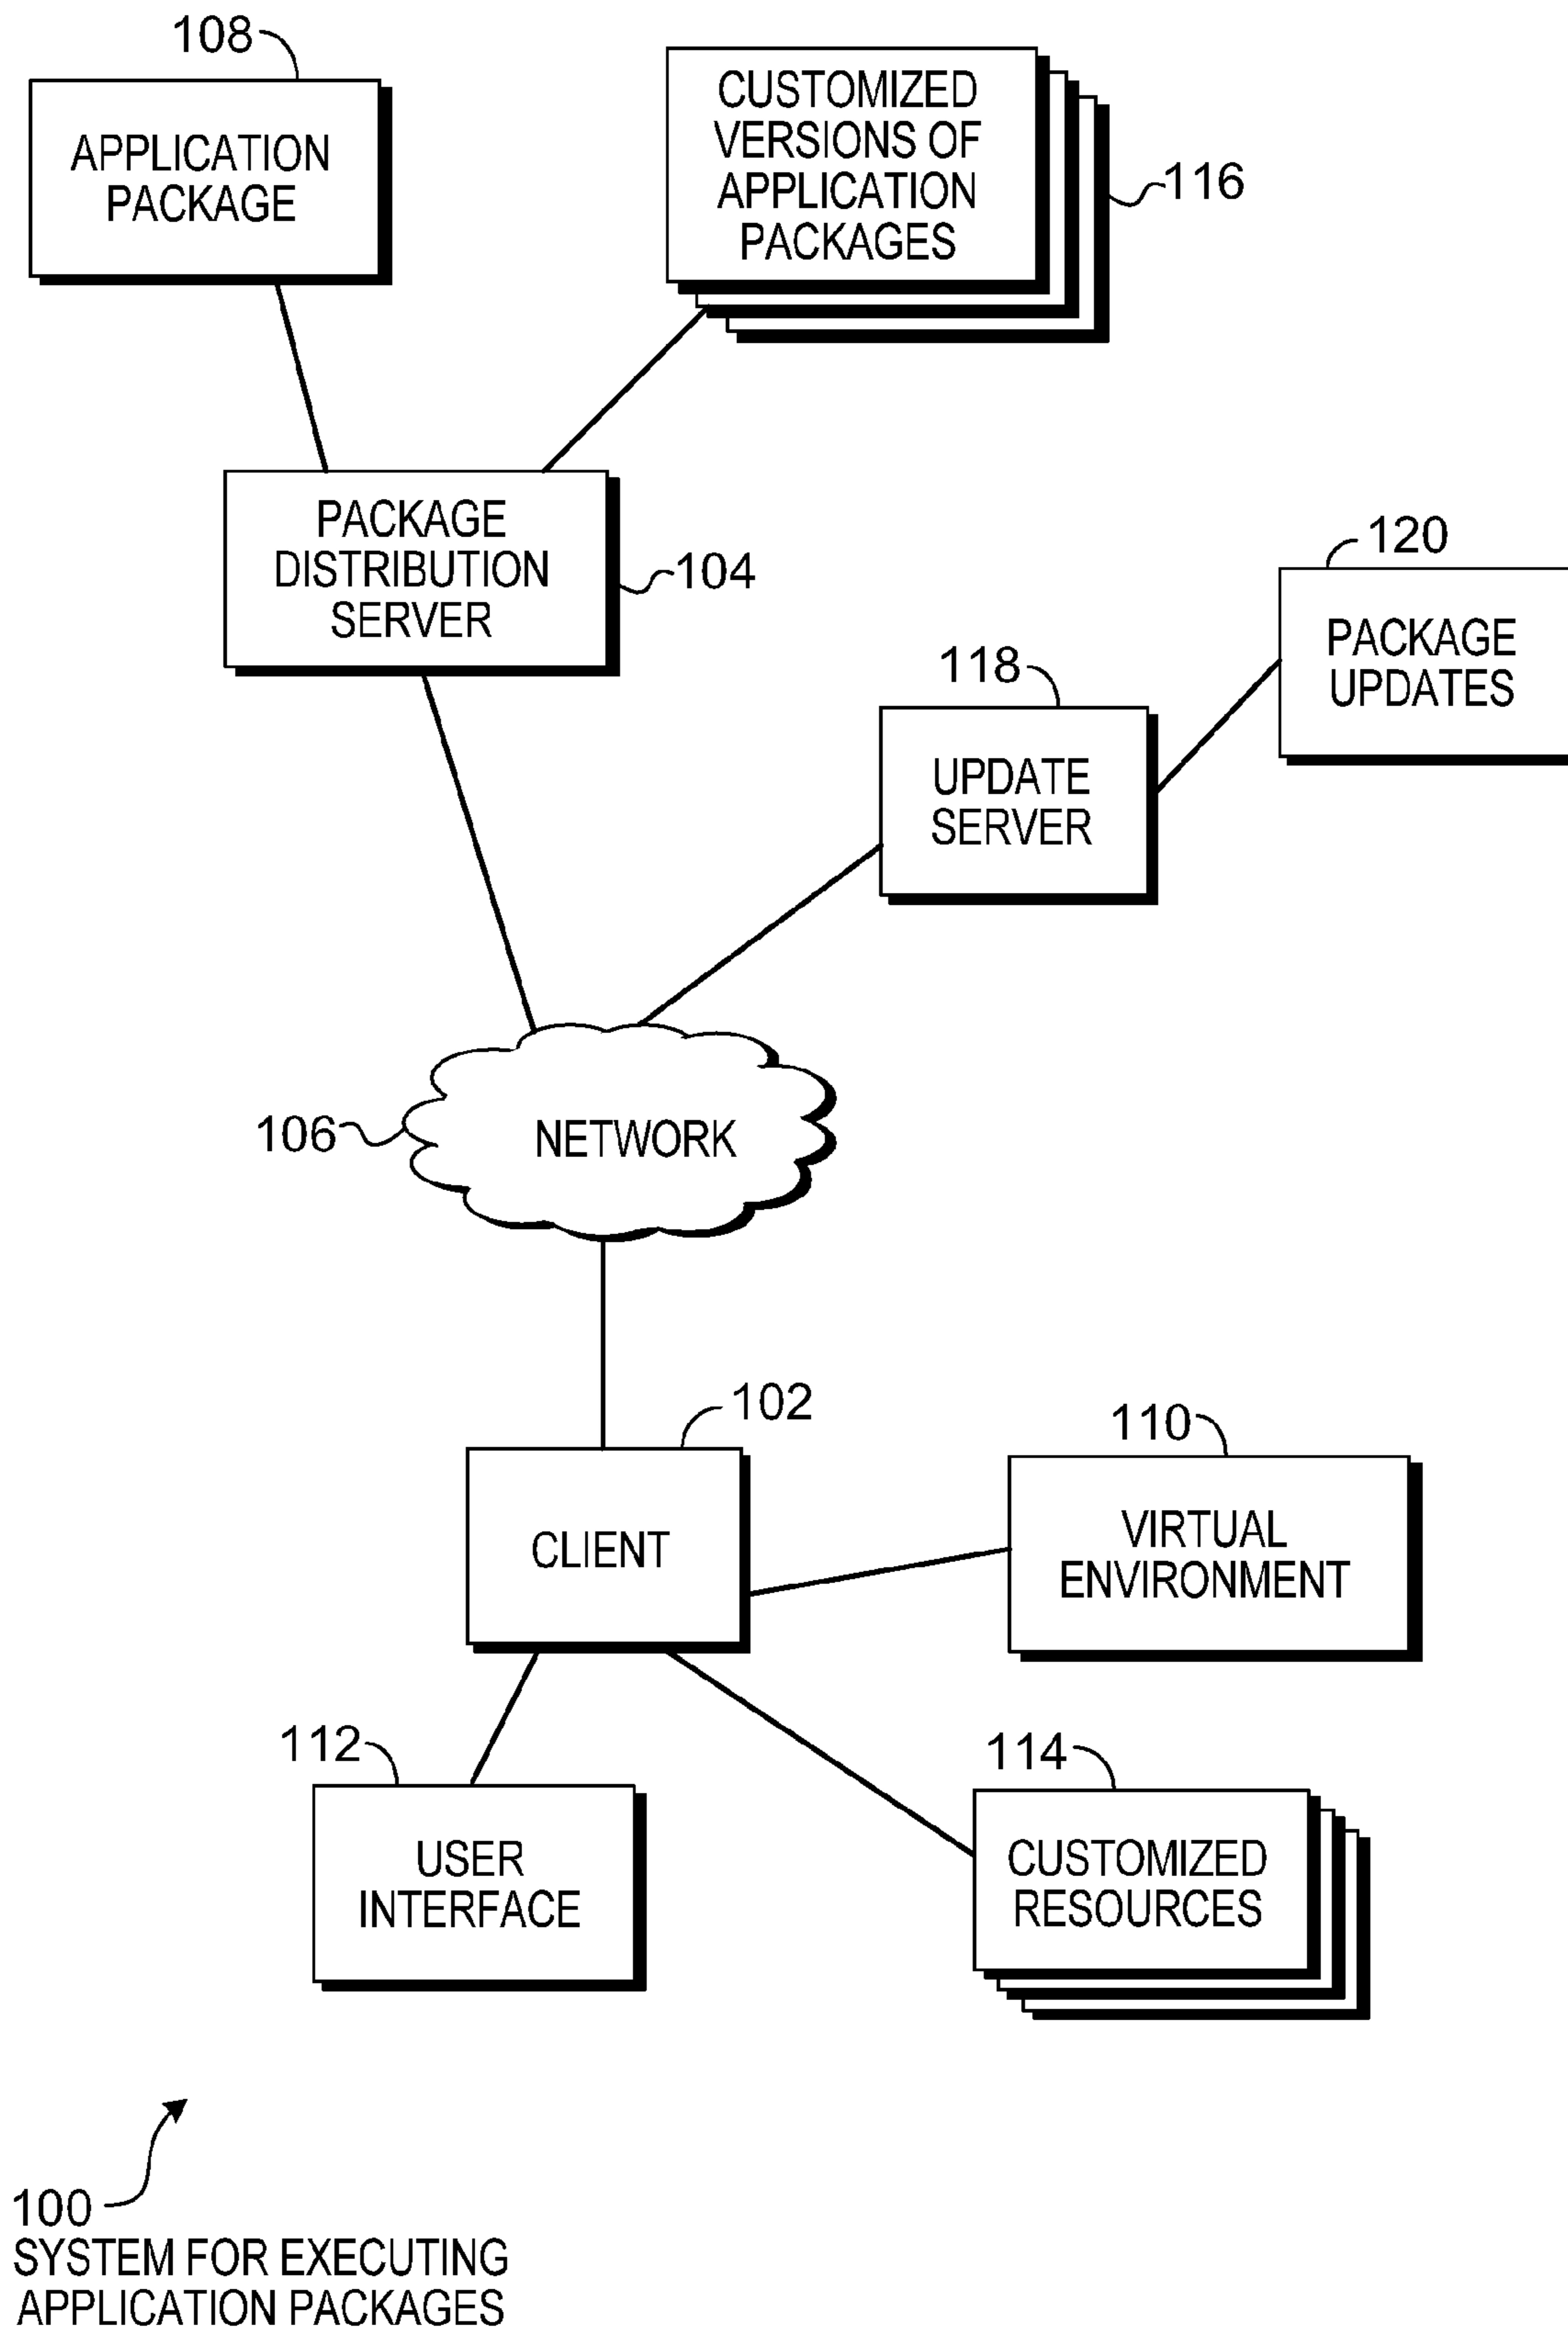 108
APPLICATION
PACKAGE
CUSTOMIZED
VERSIONS OF
APPLICATION
PACKAGES
116
PACKAGE
DISTRIBUTION
SERVER
104
120
PACKAGE
UPDATES
118
UPDATE
SERVER
106
NETWORK
102
CLIENT
110
VIRTUAL
ENVIRONMENT
112
USER
INTERFACE
114
CUSTOMIZED
RESOURCES
100
SYSTEM FOR EXECUTING
APPLICATION PACKAGES